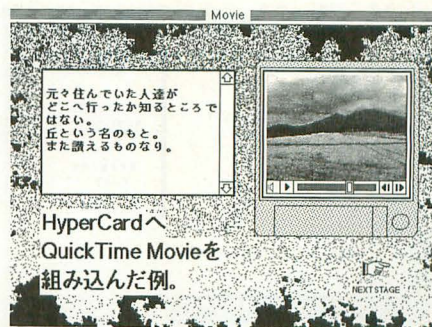 Movie
元々住んでいた人達が
どこへ行ったか知るところで
はない。
丘という名のもと。
また讃えるものなり。
HyperCardへ
QuickTime Movieを
組み込んだ例。
NEXT STAGE